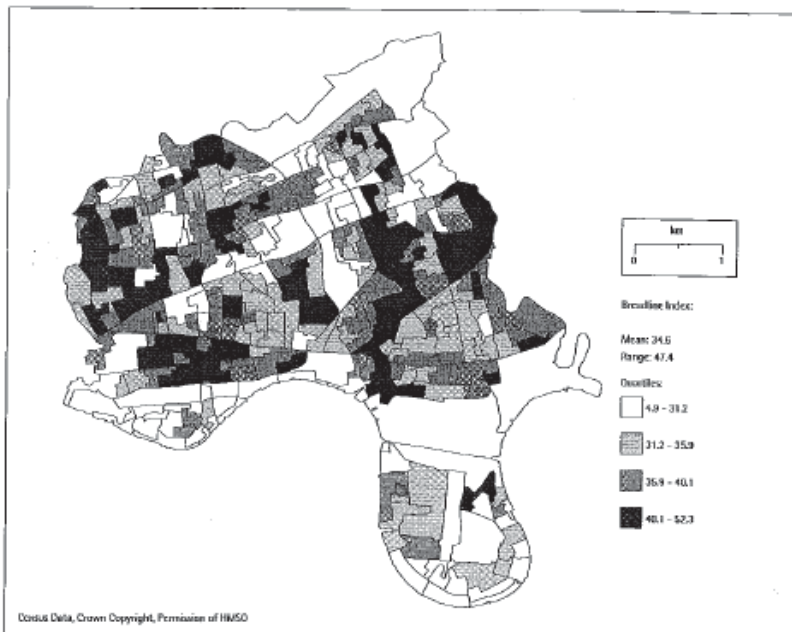 km
0 1
Breadline Index:
Mean: 34.6
Range: 47.4
Quantiles:
4.9 - 31.2
31.2 - 35.9
35.9 - 40.1
40.1 - 52.3
Census Data, Crown Copyright, Permission of HMSO